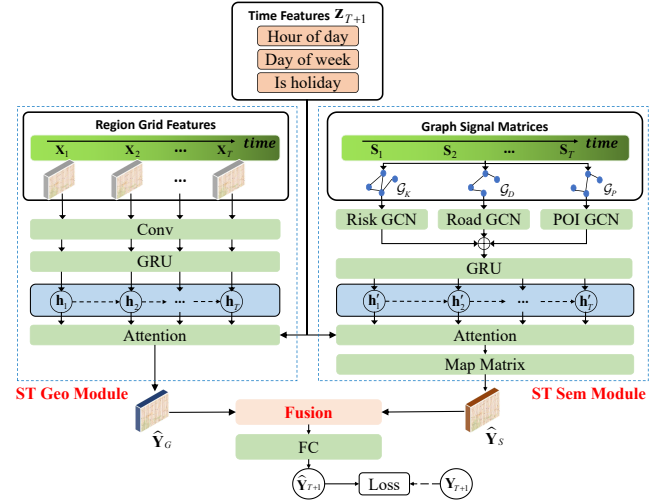 Time Features z_{T+1}
Hour of day
Day of week
Is holiday
Region Grid Features
time
X_1 X_2 ... X_T
Conv
GRU
h_1 h_2 ... h_T
Attention
ST Geo Module
Graph Signal Matrices
time
S_1 S_2 ... S_T
G_K G_D G_P
Risk GCN Road GCN POI GCN
GRU
h'_1 h'_2 ... h'_T
Attention
Map Matrix
ST Sem Module
Ŷ_G Fusion Ŷ_S
FC
Ŷ_{T+1} Loss Y_{T+1}